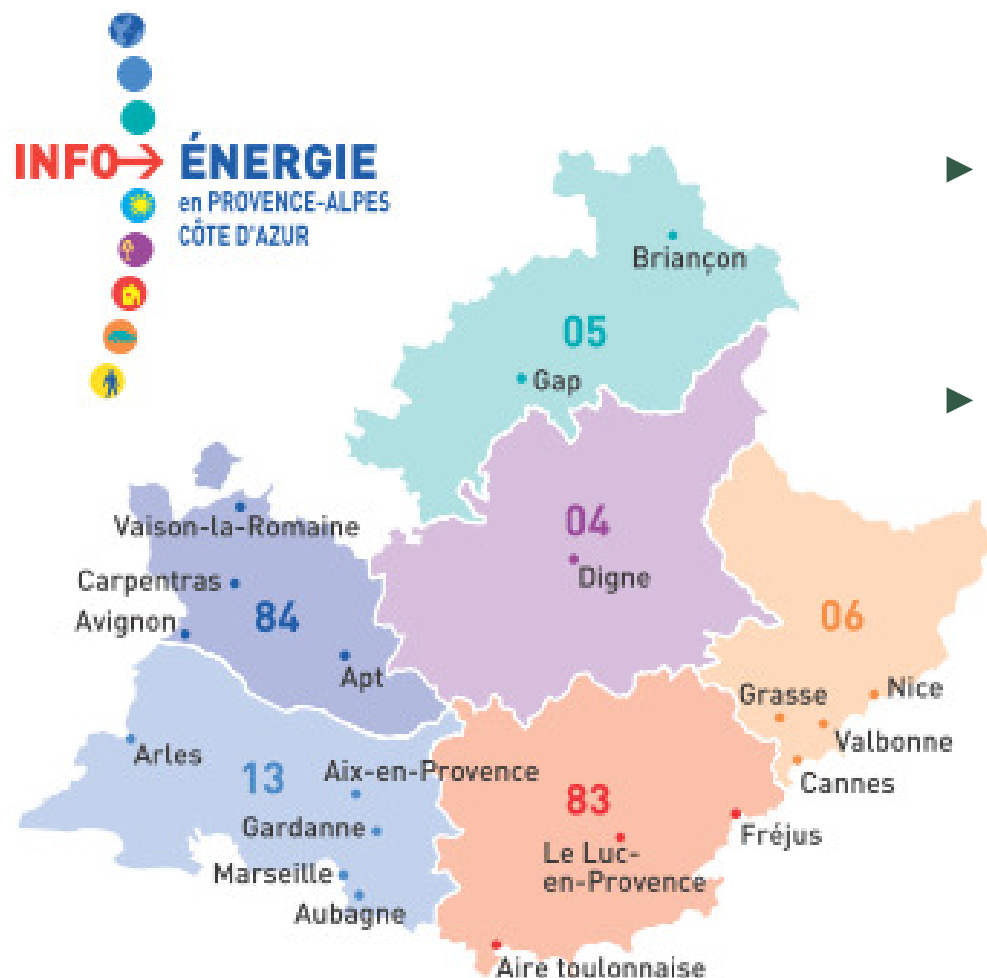 INFO→ ÉNERGIE
en PROVENCE-ALPES
CÔTE D'AZUR
Briançon
05
Gap
04
Digne
Vaison-la-Romaine
Carpentras
Avignon
84
Apt
06
Grasse
Nice
Valbonne
Cannes
Arles
13
Aix-en-Provence
Gardanne
Marseille
Aubagne
83
Fréjus
Le Luc-
en-Provence
Aire toulonnaise